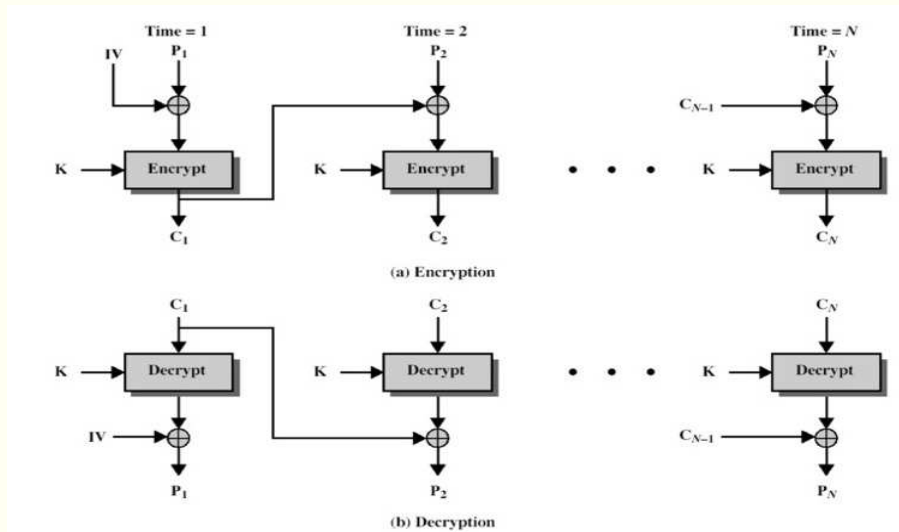 Time = 1
Time = 2
Time = N
IV
P1
P2
PN
CN–1
K
Encrypt
K
Encrypt
• • •
K
Encrypt
C1
C2
CN
(a) Encryption
C1
C2
CN
K
Decrypt
K
Decrypt
• • •
K
Decrypt
IV
CN–1
P1
P2
PN
(b) Decryption